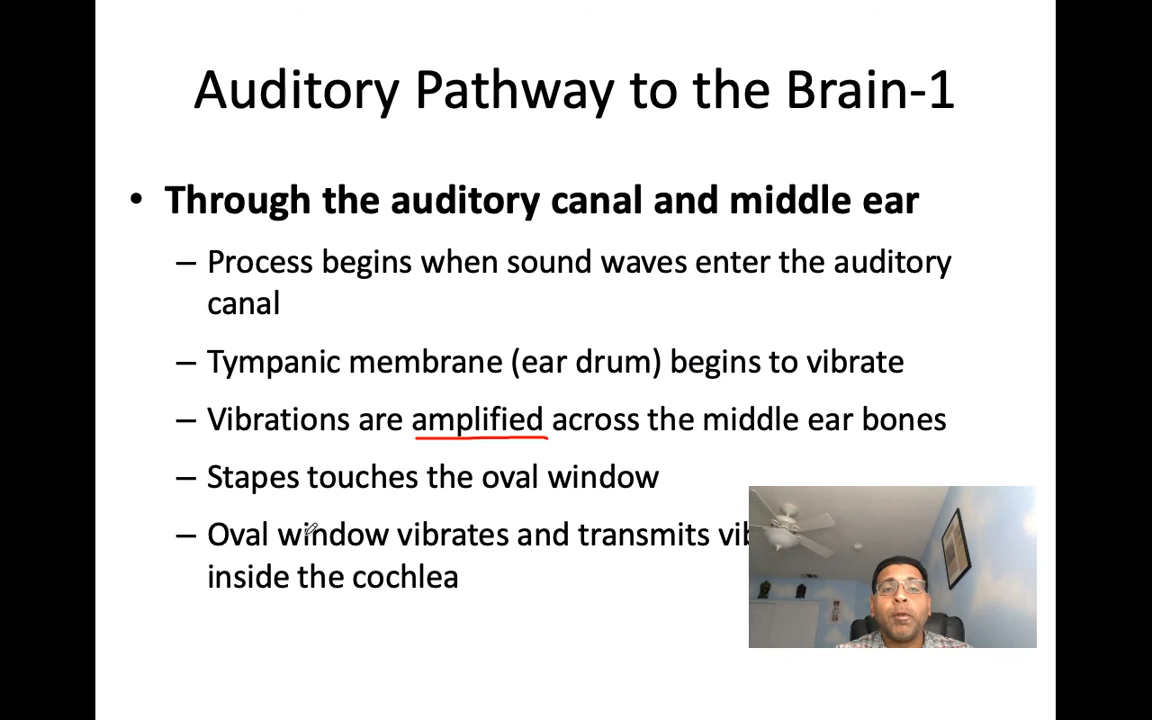 Auditory Pathway to the Brain-1
• Through the auditory canal and middle ear
– Process begins when sound waves enter the auditory
canal
– Tympanic membrane (ear drum) begins to vibrate
– Vibrations are amplified across the middle ear bones
– Stapes touches the oval window
– Oval window vibrates and transmits
inside the cochlea